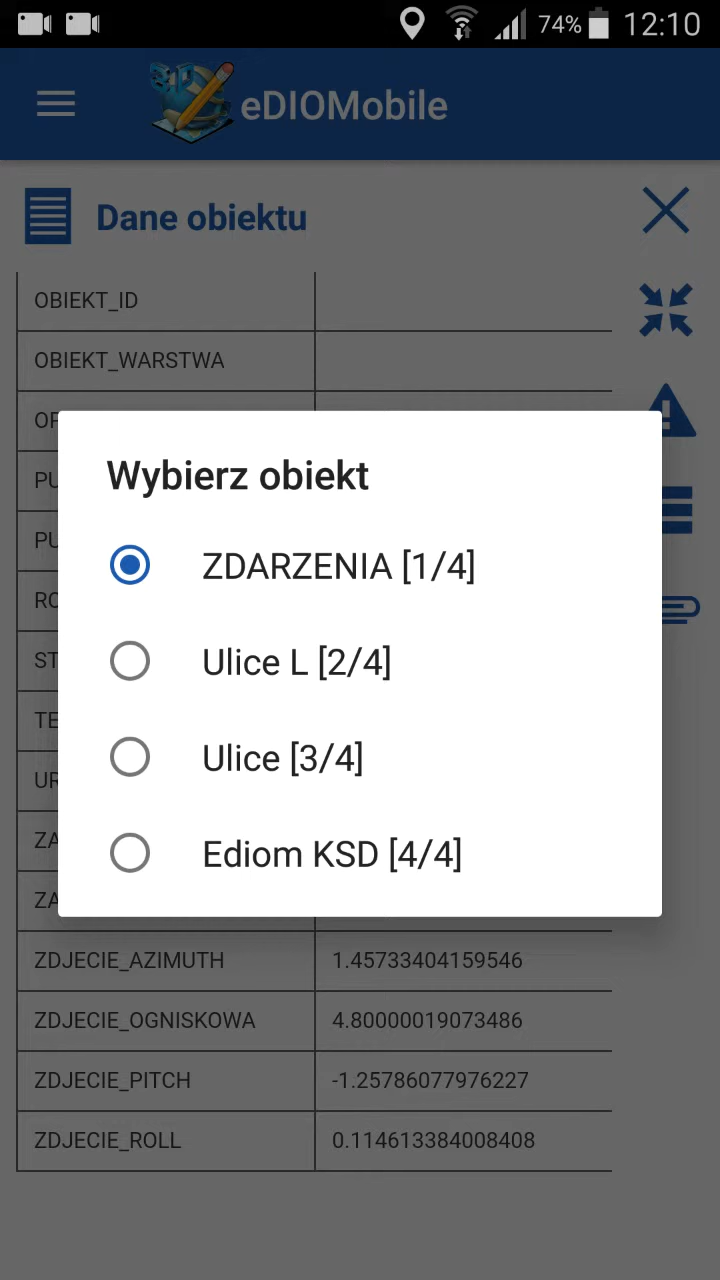 74% 12:10
eDIOMobile
Dane obiektu
OBIEKT_ID
OBIEKT_WARSTWA
Wybierz obiekt
ZDARZENIA [1/4]
Ulice L [2/4]
Ulice [3/4]
Ediom KSD [4/4]
ZDJECIE_AZIMUTH 1.45733404159546
ZDJECIE_OGNISKOWA 4.80000019073486
ZDJECIE_PITCH -1.25786077976227
ZDJECIE_ROLL 0.114613384008408